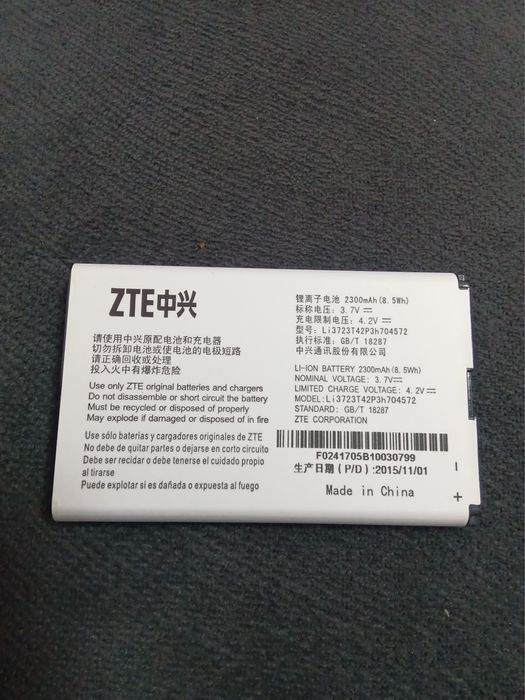 ZTE中兴
请使用中兴原配电池和充电器
切勿拆卸电池或使电池的电极短路
请正确回收或处理
投入火中有爆炸危险
Use only ZTE original batteries and chargers
Do not disassemble or short circuit the battery
Must be recycled or disposed of properly
May explode if damaged or disposed of in fire
Use sólo baterías y cargadores originales de ZTE
No debe de quitar o de poner la batería en corto circuito
Debe ser recidar o debe tener el cuidado propio
al tirarse
Puede explotar si es dañada o expuesta al fuego
锂离子电池 2300mAh(8.5Wh)
标称电压: 3.7V⎓
充电限制电压: 4.2V⎓
型号: Li3723T42P3h704572
执行标准: GB/T 18287
中兴通讯股份有限公司
LI-ION BATTERY 2300mAh(8.5Wh)
NOMINAL VOLTAGE: 3.7V⎓
LIMITED CHARGE VOLTAGE: 4.2V⎓
MODEL: Li3723T42P3h704572
STANDARD: GB/T 18287
ZTE CORPORATION
F0241705B10030799
生产日期(P/D):2015/11/01
Made in China
－
+